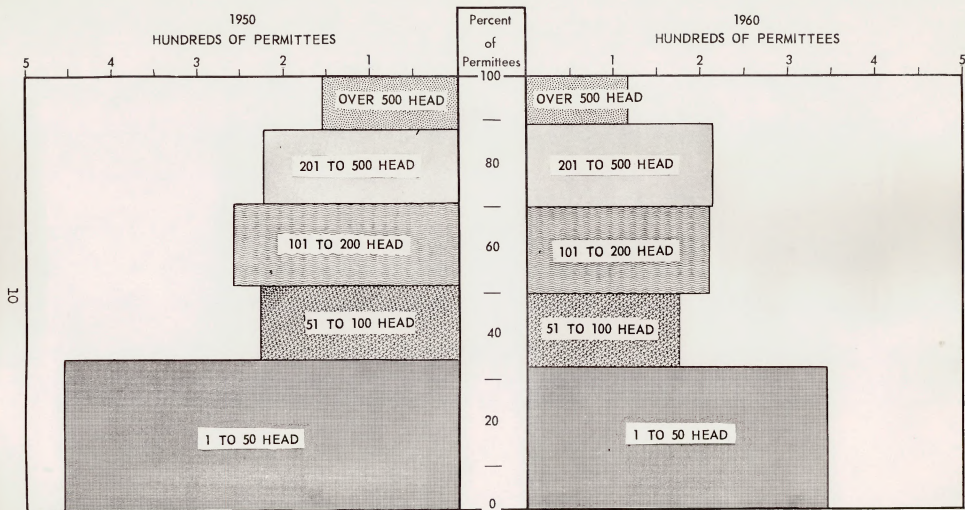 1950
HUNDREDS OF PERMITTEES
5 4 3 2 1
Percent
of
Permittees
100
80
60
40
20
0
1960
HUNDREDS OF PERMITTEES
1 2 3 4 5
OVER 500 HEAD
201 TO 500 HEAD
101 TO 200 HEAD
51 TO 100 HEAD
1 TO 50 HEAD
OVER 500 HEAD
201 TO 500 HEAD
101 TO 200 HEAD
51 TO 100 HEAD
1 TO 50 HEAD
10